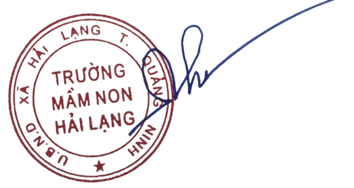 U.B.N.D XÃ HẢI LẠNG T. QUẢNG NINH
TRƯỜNG
MẦM NON
HẢI LẠNG